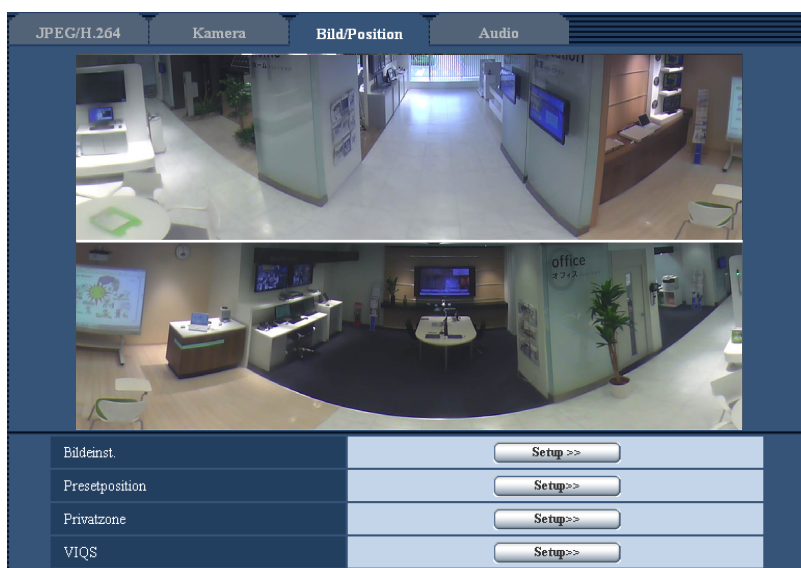 JPEG/H.264 Kamera Bild/Position Audio
office
オフィス
Bildeinst. Setup >>
Presetposition Setup>>
Privatzone Setup>>
VIQS Setup>>